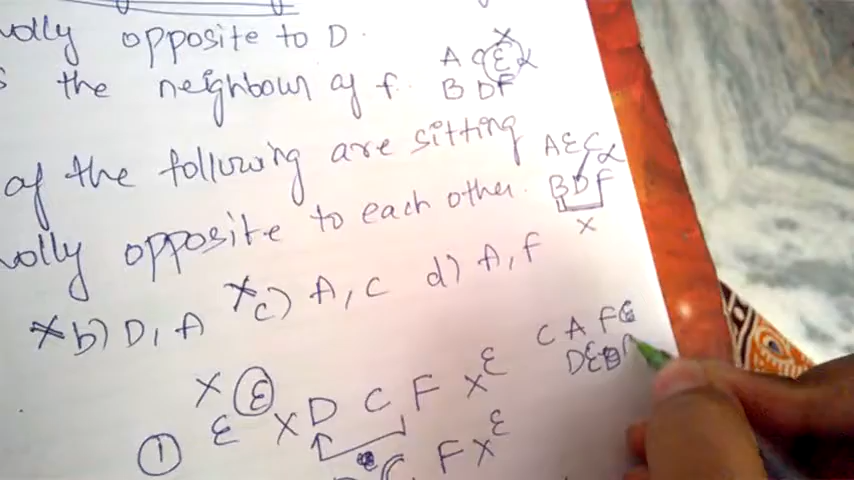 olly opposite to D.
s the neighbour of f.
A C E X
B D F
of the following are sitting
A E C
B D F
X
olly opposite to each other.
X b) D, A X c) A, C d) A, F
C A F E
D E
X E
E X D C F X E
①
F X E